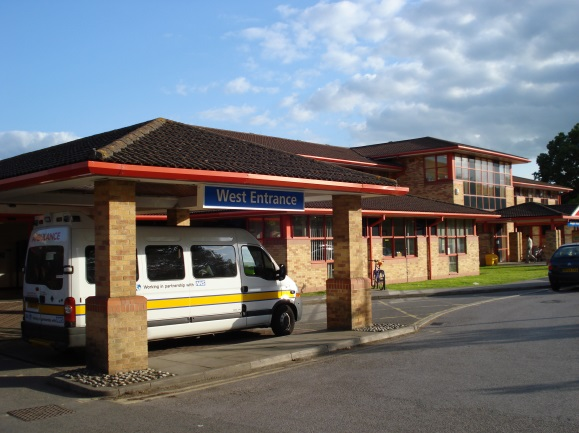 West Entrance
AMBULANCE
Working in partnership with NHS